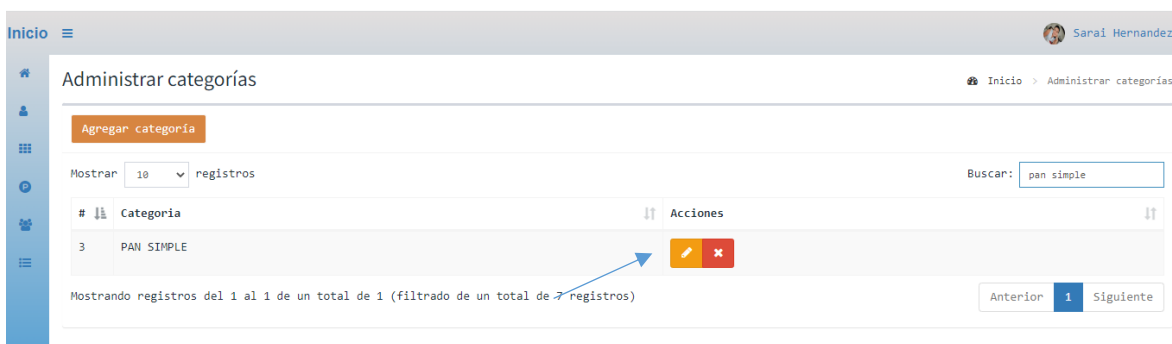 Inicio
Sarai Hernandez
Administrar categorías
Inicio > Administrar categorías
Agregar categoría
Mostrar 10 registros
Buscar: pan simple
# Categoria Acciones
3 PAN SIMPLE
Mostrando registros del 1 al 1 de un total de 1 (filtrado de un total de 7 registros)
Anterior 1 Siguiente